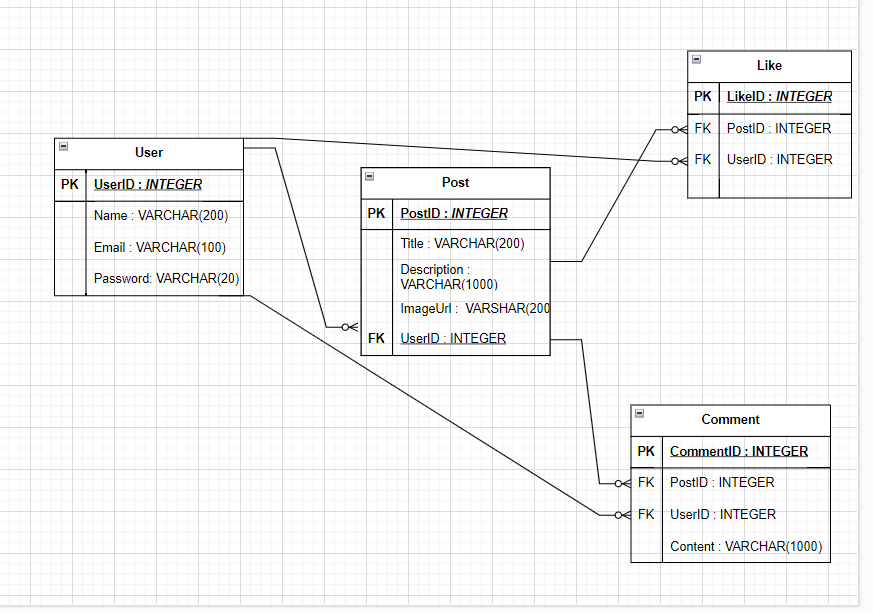 User
PK UserID : INTEGER
Name : VARCHAR(200)
Email : VARCHAR(100)
Password: VARCHAR(20)
Post
PK PostID : INTEGER
Title : VARCHAR(200)
Description :
VARCHAR(1000)
ImageUrl : VARSHAR(200
FK UserID : INTEGER
Like
PK LikeID : INTEGER
FK PostID : INTEGER
FK UserID : INTEGER
Comment
PK CommentID : INTEGER
FK PostID : INTEGER
FK UserID : INTEGER
Content : VARCHAR(1000)